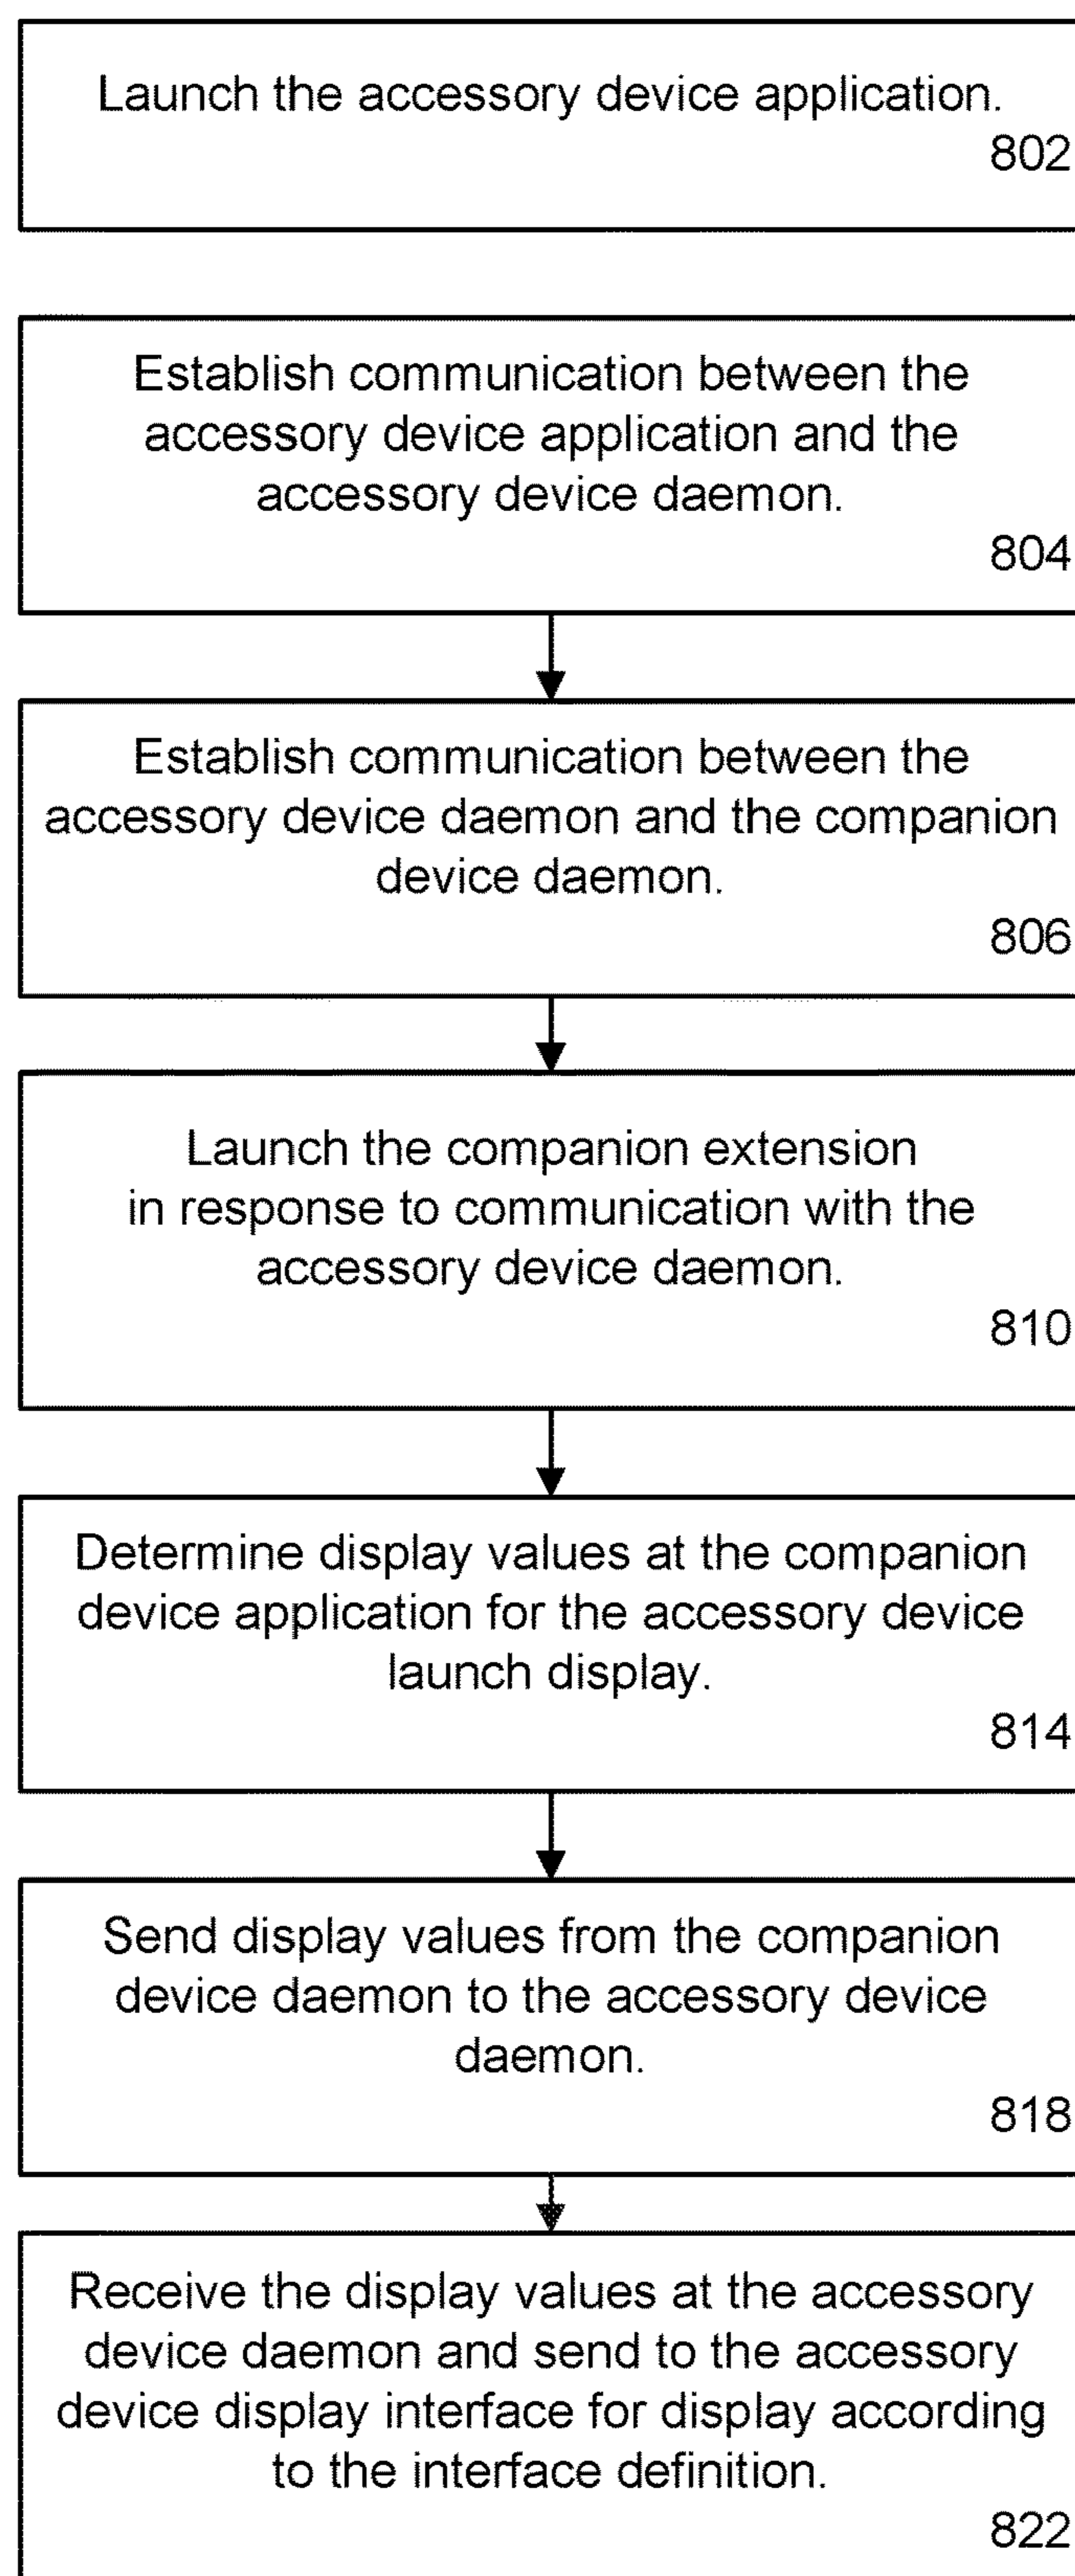 Launch the accessory device application.
802
Establish communication between the
accessory device application and the
accessory device daemon.
804
Establish communication between the
accessory device daemon and the companion
device daemon.
806
Launch the companion extension
in response to communication with the
accessory device daemon.
810
Determine display values at the companion
device application for the accessory device
launch display.
814
Send display values from the companion
device daemon to the accessory device
daemon.
818
Receive the display values at the accessory
device daemon and send to the accessory
device display interface for display according
to the interface definition.
822